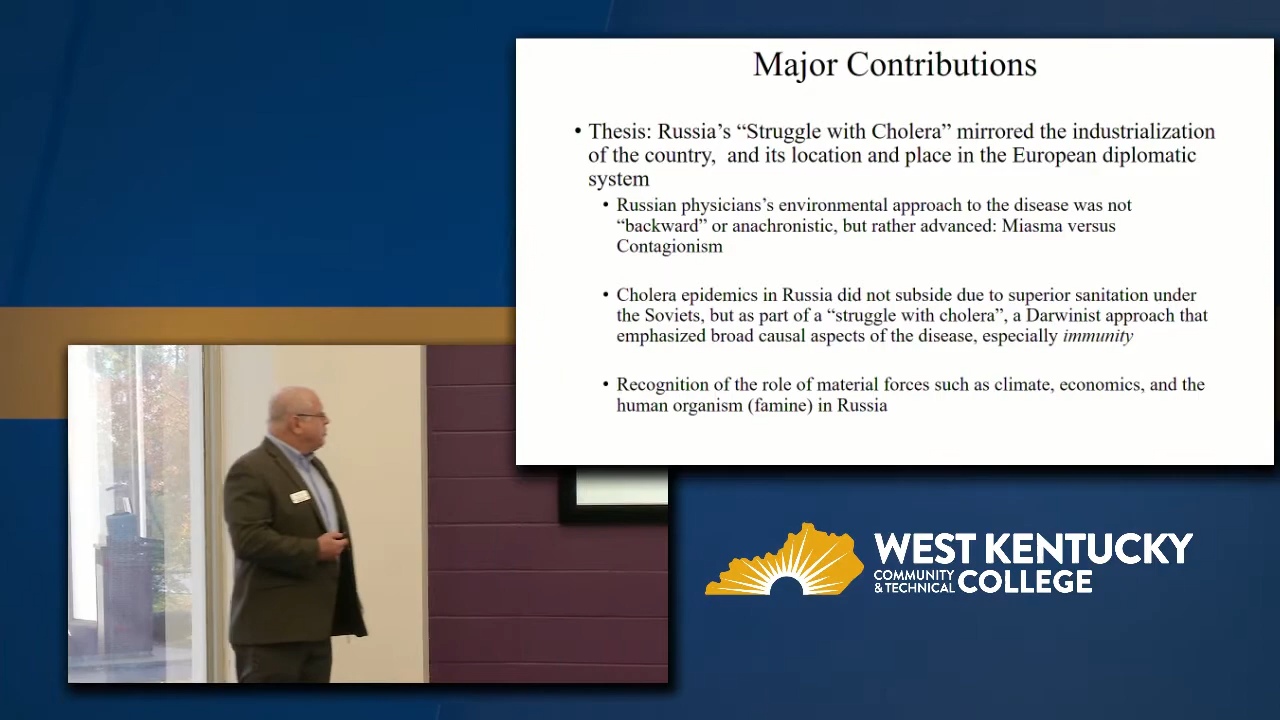 Major Contributions
• Thesis: Russia’s “Struggle with Cholera” mirrored the industrialization
of the country,  and its location and place in the European diplomatic
system
• Russian physicians’s environmental approach to the disease was not
“backward” or anachronistic, but rather advanced: Miasma versus
Contagionism
• Cholera epidemics in Russia did not subside due to superior sanitation under
the Soviets, but as part of a “struggle with cholera”, a Darwinist approach that
emphasized broad causal aspects of the disease, especially immunity
• Recognition of the role of material forces such as climate, economics, and the
human organism (famine) in Russia
WEST KENTUCKY
COMMUNITY
& TECHNICAL COLLEGE